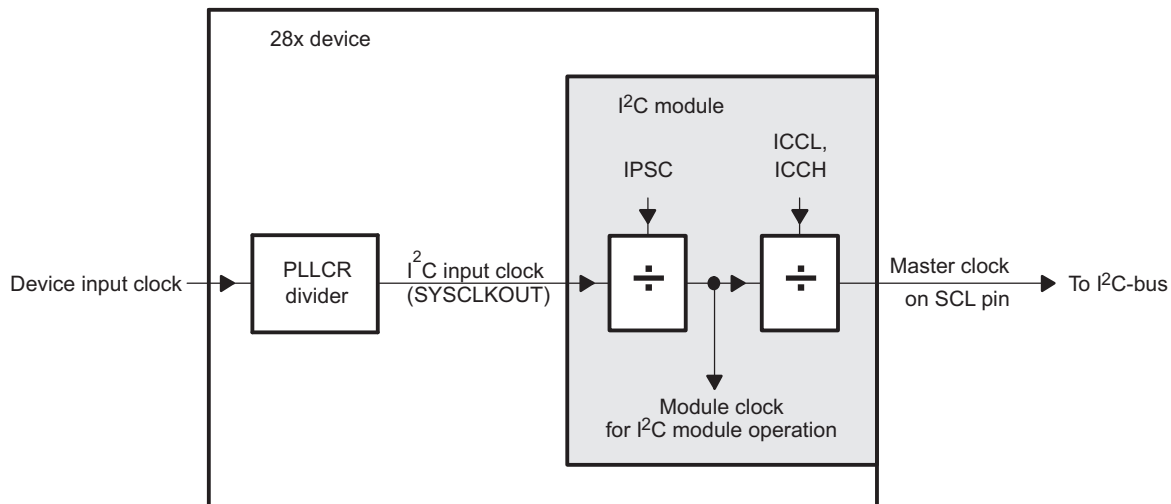 28x device
I²C module
ICCL,
ICCH
IPSC
÷
÷
Device input clock
PLLCR
divider
I²C input clock
(SYSCLKOUT)
Master clock
on SCL pin
To I²C-bus
Module clock
for I²C module operation